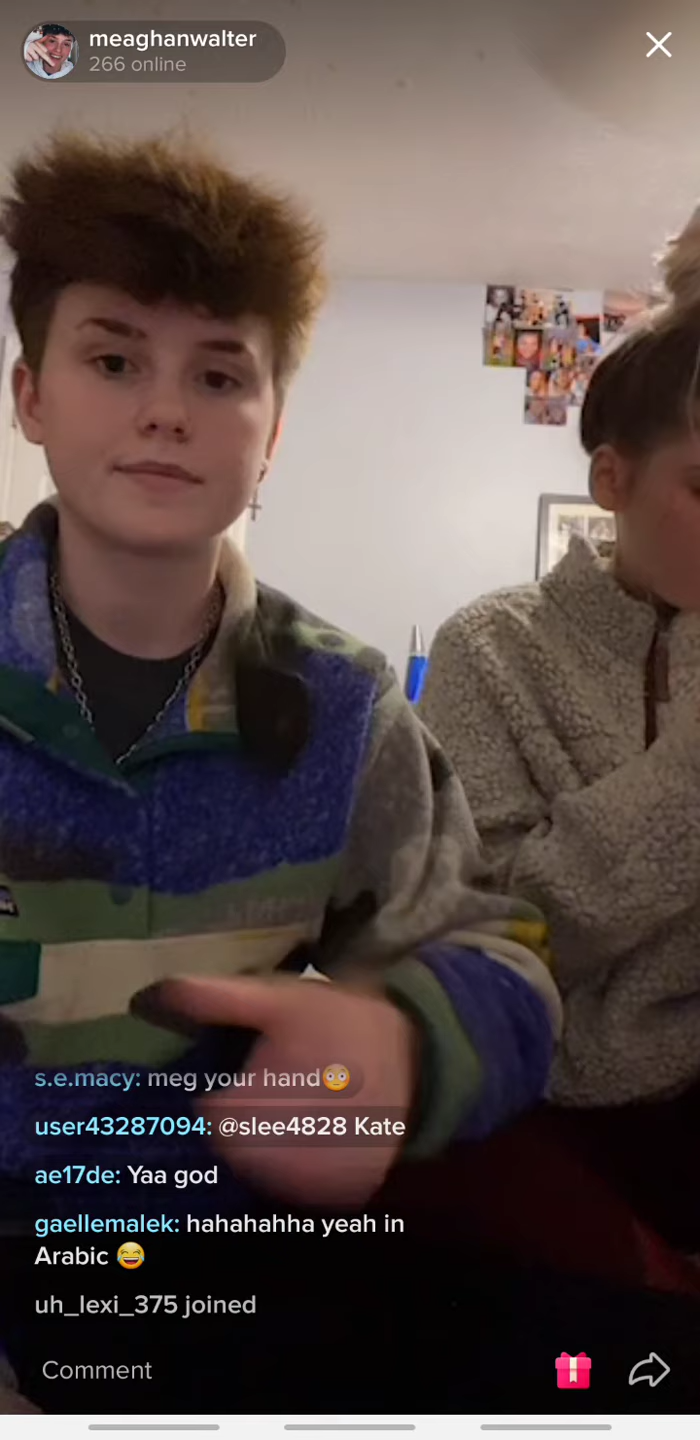 meaghanwalter
266 online
s.e.macy: meg your hand😳
user43287094: @slee4828 Kate
ae17de: Yaa god
gaellemalek: hahahahha yeah in
Arabic 😂
uh_lexi_375 joined
Comment